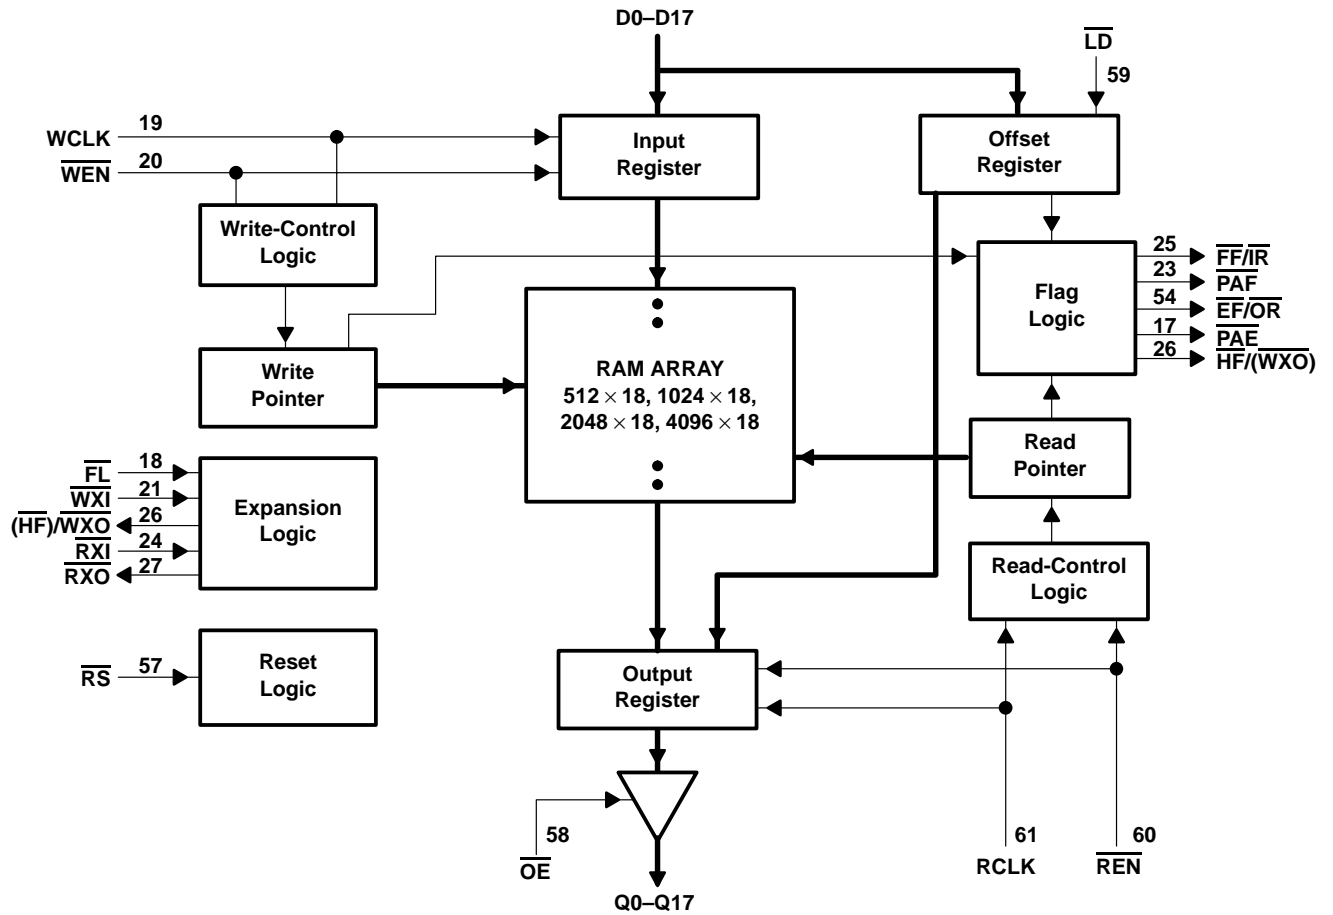 D0–D17
LD
59
WCLK
19
WEN
20
Input
Register
Offset
Register
Write-Control
Logic
Flag
Logic
25
FF/IR
23
PAF
54
EF/OR
17
PAE
26
HF/(WXO)
Write
Pointer
RAM ARRAY
512 × 18, 1024 × 18,
2048 × 18, 4096 × 18
Read
Pointer
FL
18
WXI
21
(HF)/WXO
26
RXI
24
RXO
27
Expansion
Logic
Read-Control
Logic
RS
57
Reset
Logic
Output
Register
58
OE
61
RCLK
60
REN
Q0–Q17